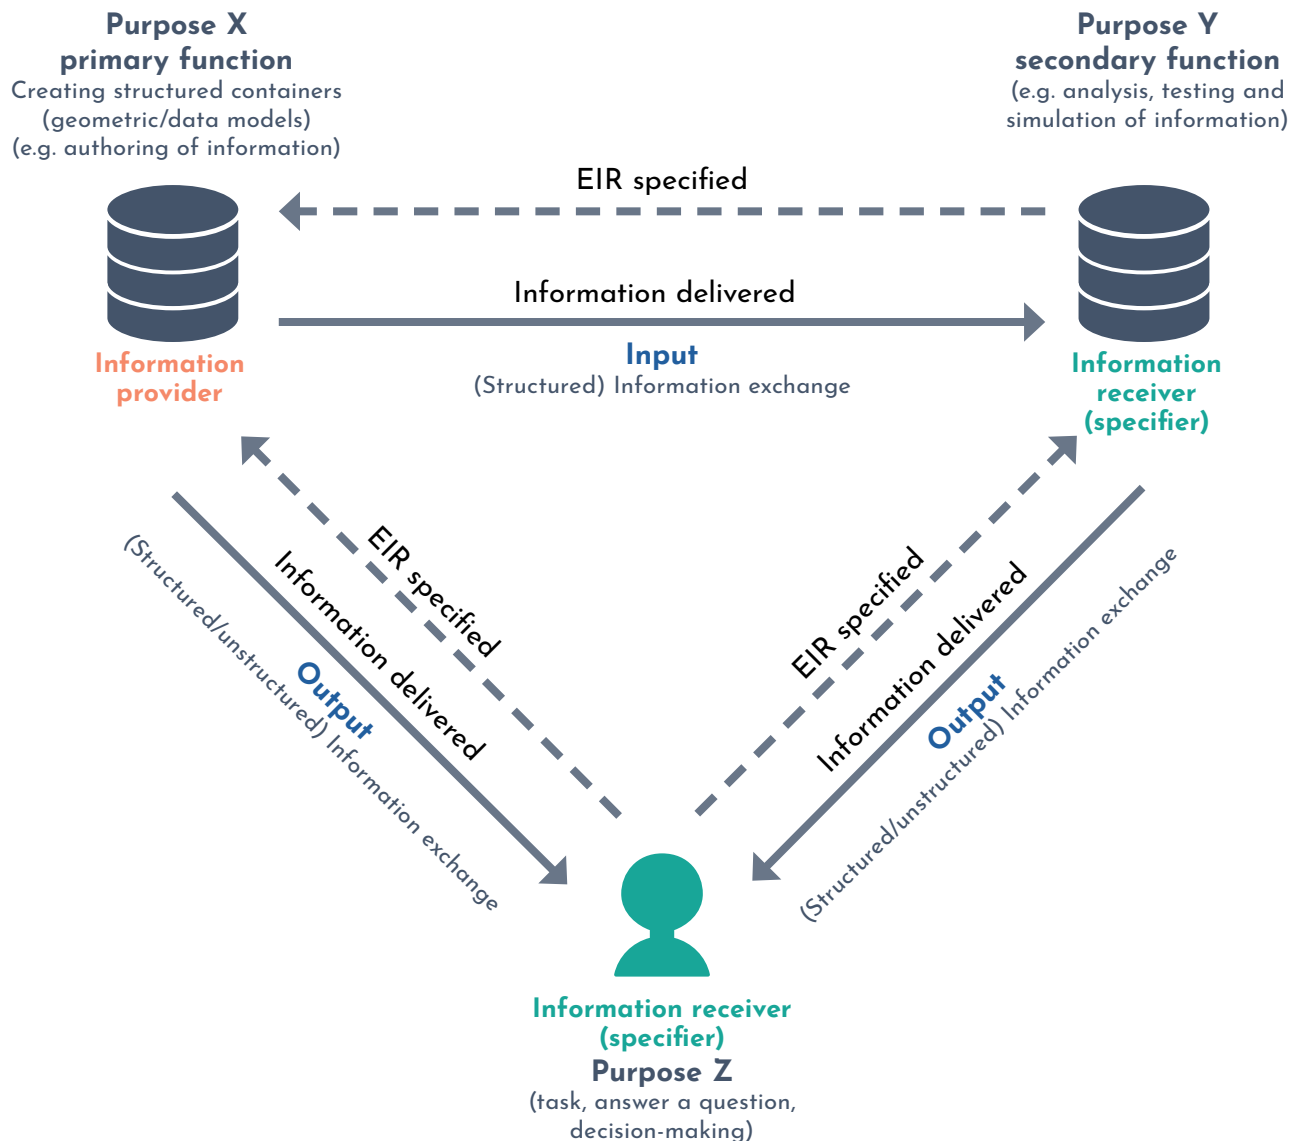 Purpose X
primary function
Creating structured containers
(geometric/data models)
(e.g. authoring of information)
Purpose Y
secondary function
(e.g. analysis, testing and
simulation of information)
EIR specified
Information delivered
Input
(Structured) Information exchange
Information
provider
Information
receiver
(specifier)
EIR specified
Information delivered
Output
(Structured/unstructured) Information exchange
EIR specified
Information delivered
Output
(Structured/unstructured) Information exchange
Information receiver
(specifier)
Purpose Z
(task, answer a question,
decision-making)